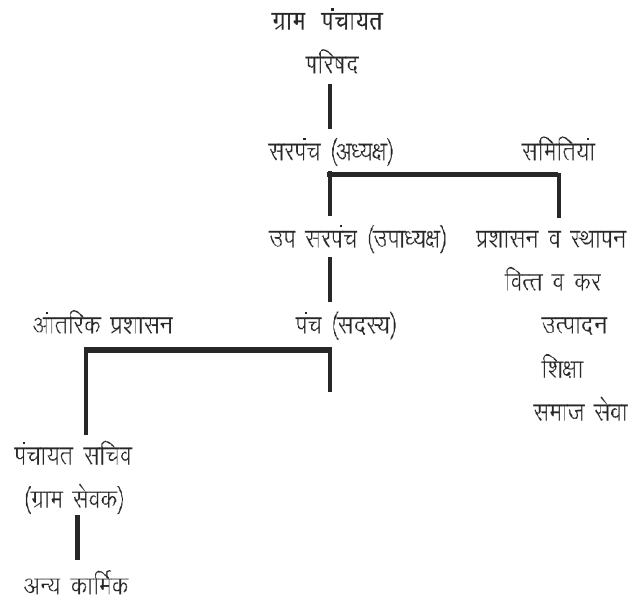 ग्राम पंचायत
परिषद
सरपंच (अध्यक्ष)
समितियां
उप सरपंच (उपाध्यक्ष)
प्रशासन व स्थापन
वित्त व कर
आंतरिक प्रशासन
पंच (सदस्य)
उत्पादन
शिक्षा
समाज सेवा
पंचायत सचिव
(ग्राम सेवक)
अन्य कार्मिक